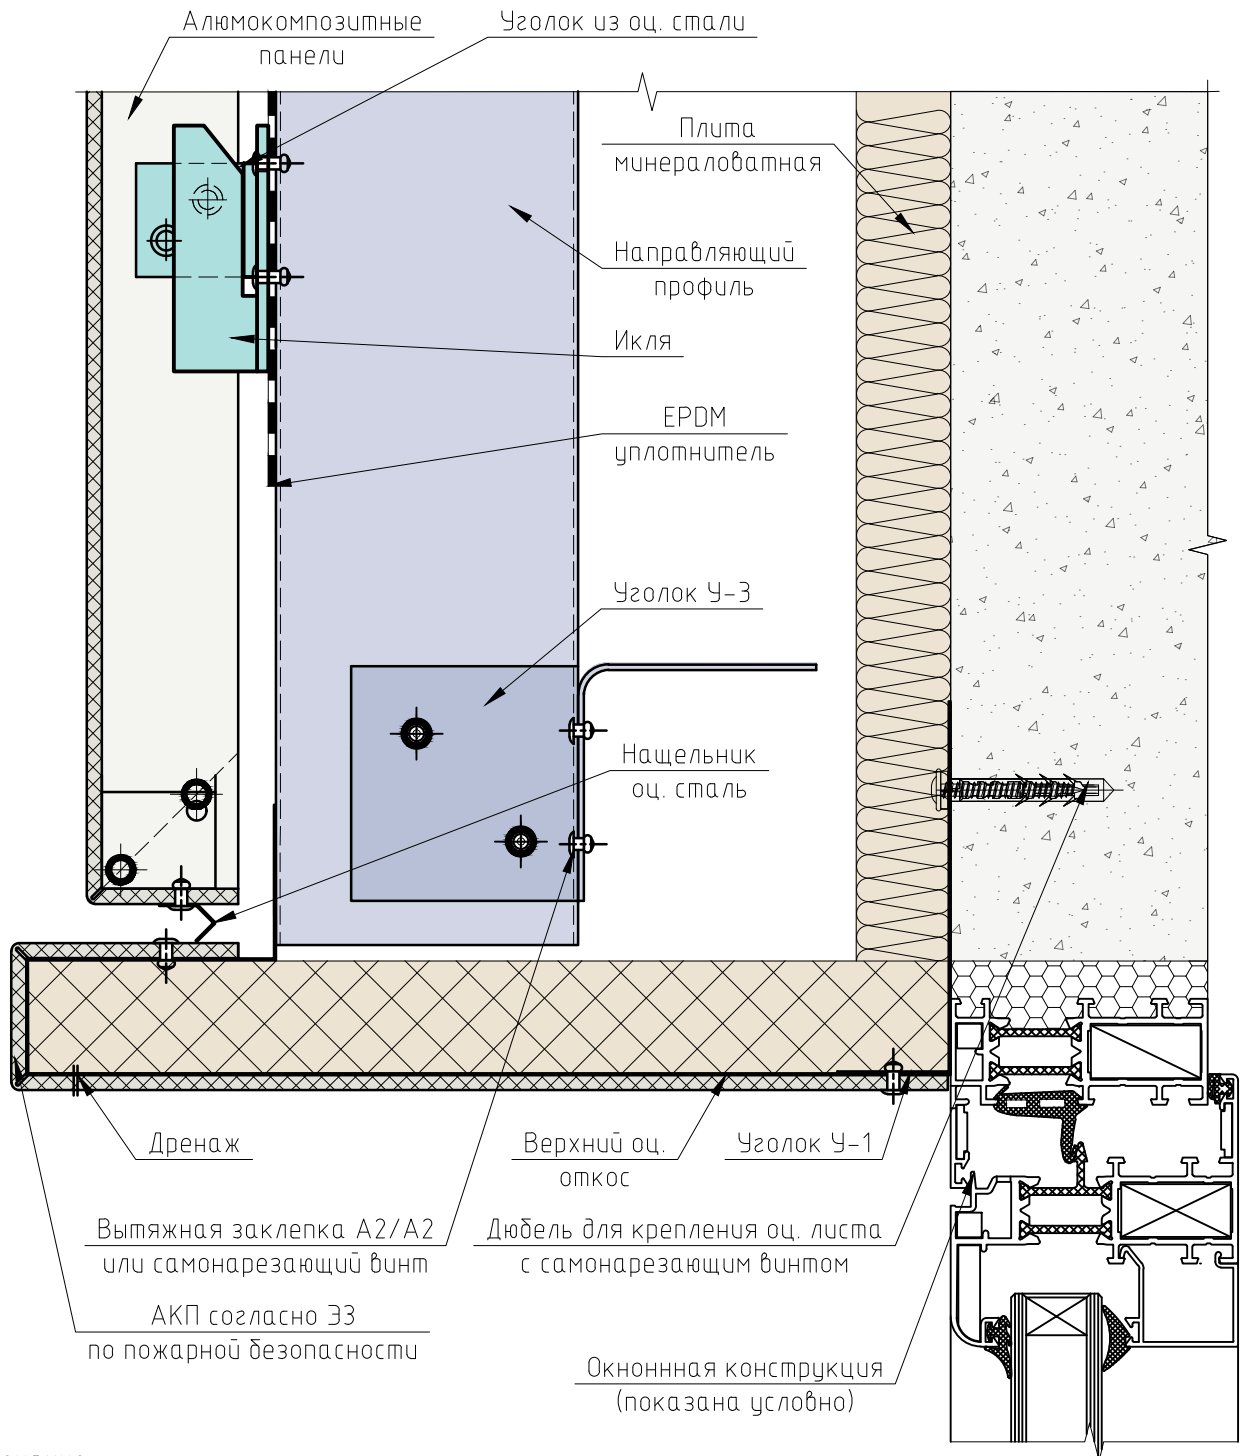 Алюмокомпозитные
панели
Уголок из оц. стали
Плита
минераловатная
Направляющий
профиль
Икля
EPDM
уплотнитель
Уголок У-3
Нащельник
оц. сталь
Дренаж
Верхний оц.
откос
Уголок У-1
Вытяжная заклепка А2/А2
или самонарезающий винт
Дюбель для крепления оц. листа
с самонарезающим винтом
АКП согласно ЭЗ
по пожарной безопасности
Окноннная конструкция
(показана условно)